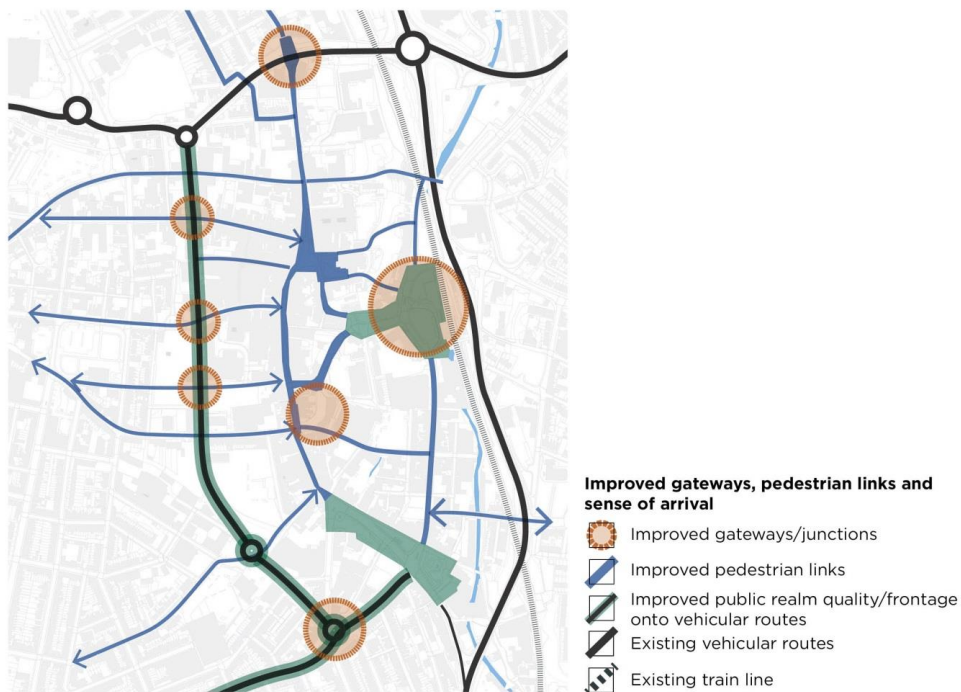 Improved gateways, pedestrian links and
sense of arrival
Improved gateways/junctions
Improved pedestrian links
Improved public realm quality/frontage
onto vehicular routes
Existing vehicular routes
Existing train line